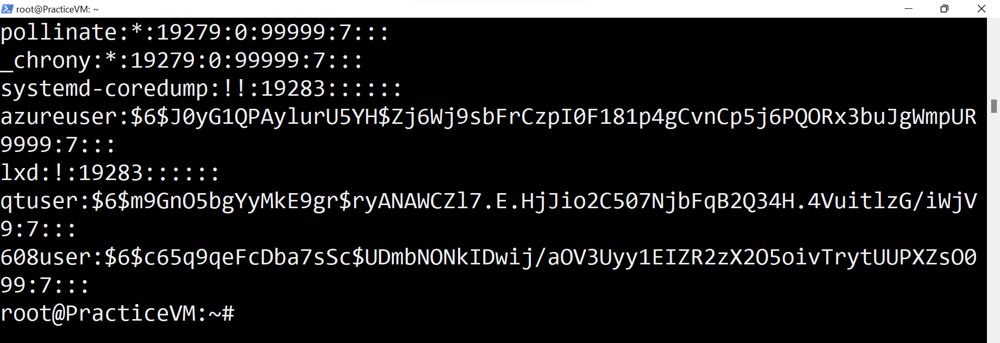 root@PracticeVM: ~
pollinate:*:19279:0:99999:7:::
_chrony:*:19279:0:99999:7:::
systemd-coredump:!!:19283::::::
azureuser:$6$J0yG1QPAylurU5YH$Zj6Wj9sbFrCzpI0F181p4gCvnCp5j6PQORx3buJgWmpUR
9999:7:::
lxd:!:19283::::::
qtuser:$6$m9GnO5bgYyMkE9gr$ryANAWCZl7.E.HjJio2C507NjbFqB2Q34H.4VuitlzG/iWjV
9:7:::
608user:$6$c65q9qeFcDba7sSc$UDmbNONkIDwij/aOV3Uyy1EIZR2zX2O5oivTrytUUPXZsO0
99:7:::
root@PracticeVM:~#